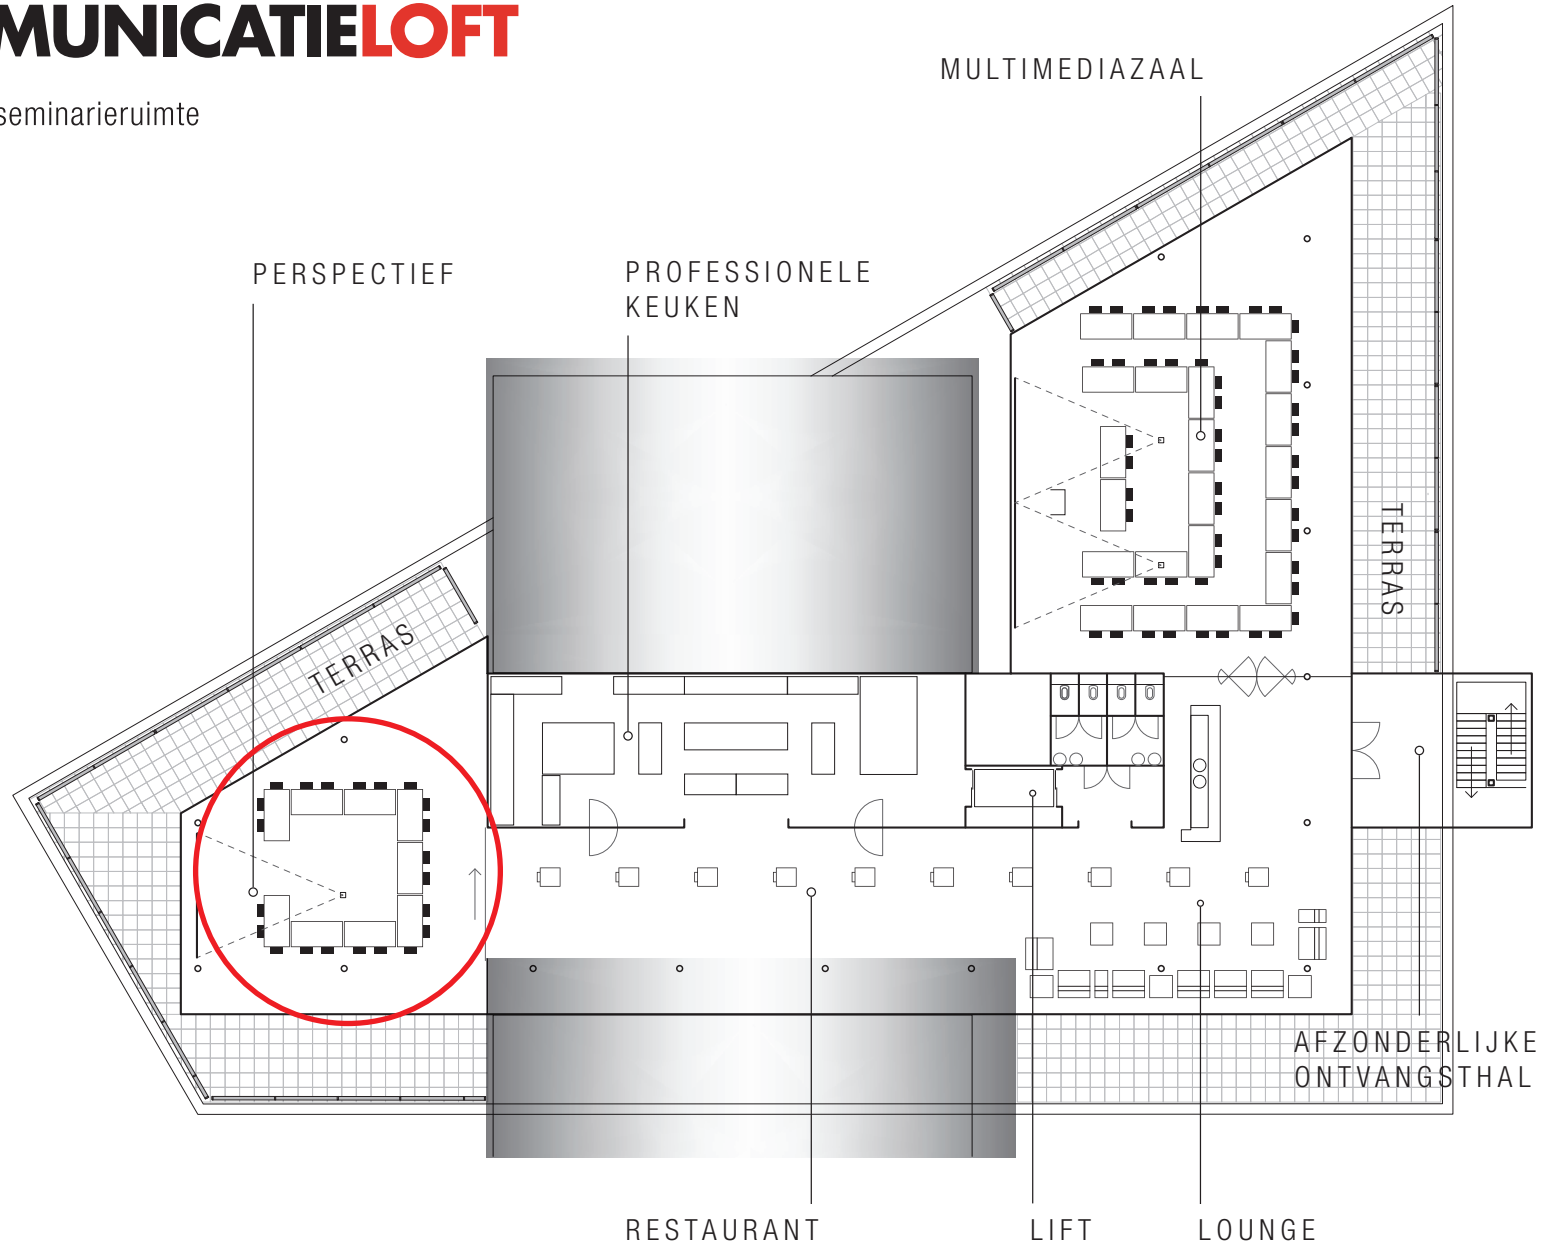 MUNICATIELOFT
seminarieruimte
MULTIMEDIAZAAL
PERSPECTIEF
PROFESSIONELE
KEUKEN
TERRAS
TERRAS
AFZONDERLIJKE
ONTVANGSTHAL
RESTAURANT
LIFT
LOUNGE